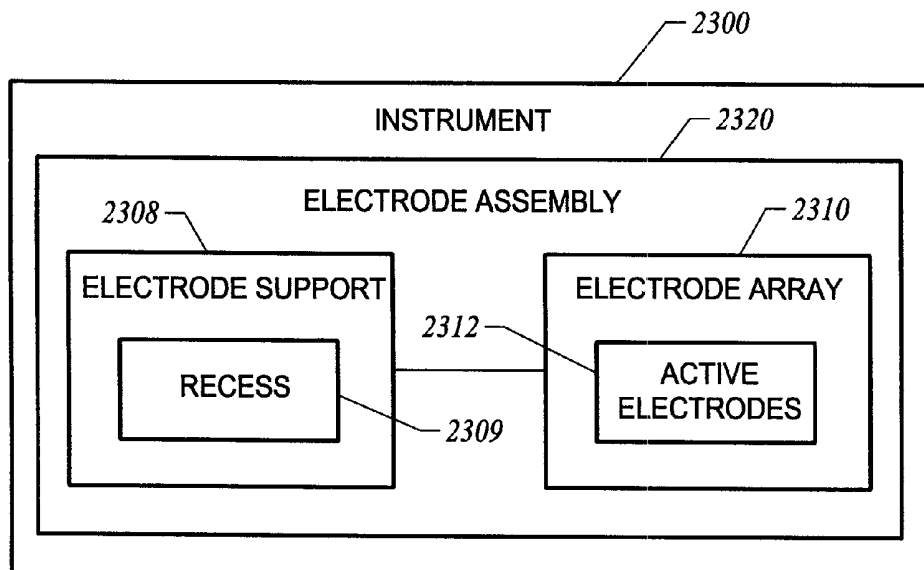 2300
INSTRUMENT
2320
ELECTRODE ASSEMBLY
2308
2310
ELECTRODE SUPPORT
ELECTRODE ARRAY
2312
RECESS
ACTIVE
ELECTRODES
2309